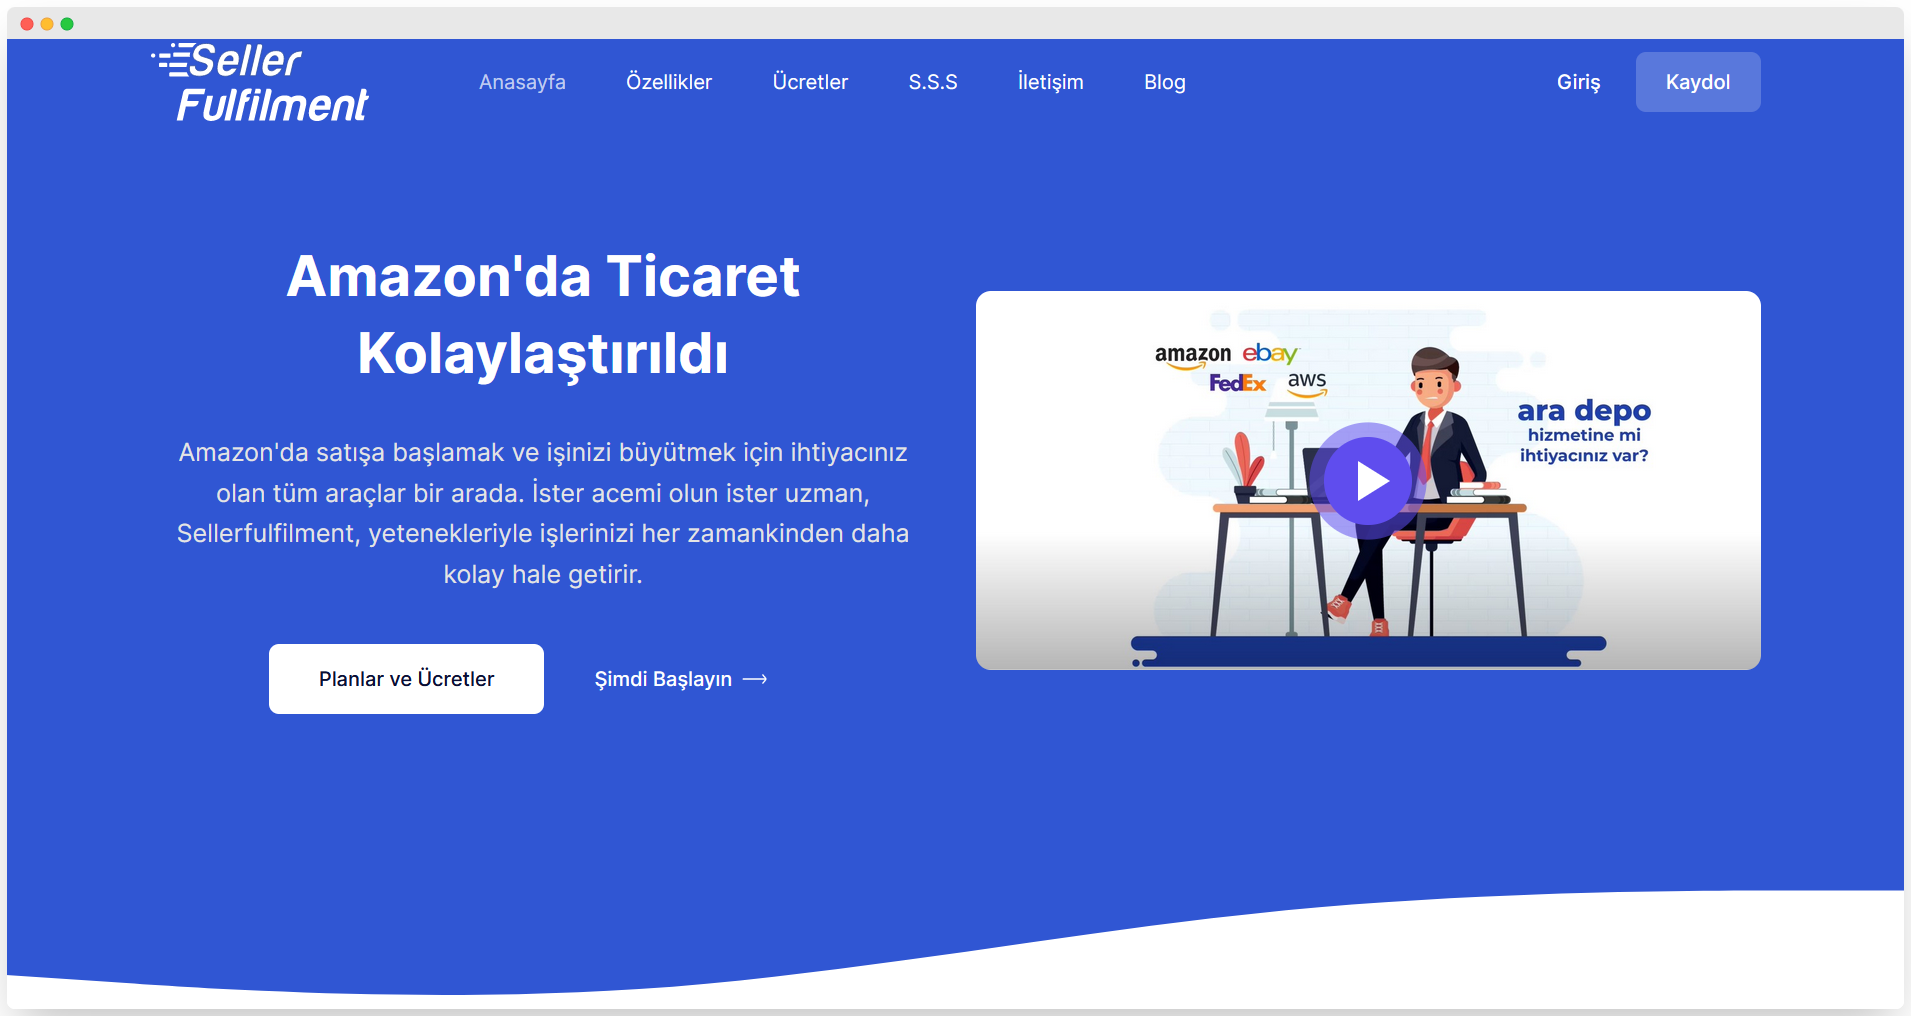 Seller
Fulfilment
Anasayfa
Özellikler
Ücretler
S.S.S
İletişim
Blog
Giriş
Kaydol
Amazon'da Ticaret
Kolaylaştırıldı
Amazon'da satışa başlamak ve işinizi büyütmek için ihtiyacınız
olan tüm araçlar bir arada. İster acemi olun ister uzman,
Sellerfulfilment, yetenekleriyle işlerinizi her zamankinden daha
kolay hale getirir.
Planlar ve Ücretler
Şimdi Başlayın
amazon ebay
FedEx aws
ara depo
hizmetine mi
ihtiyacınız var?